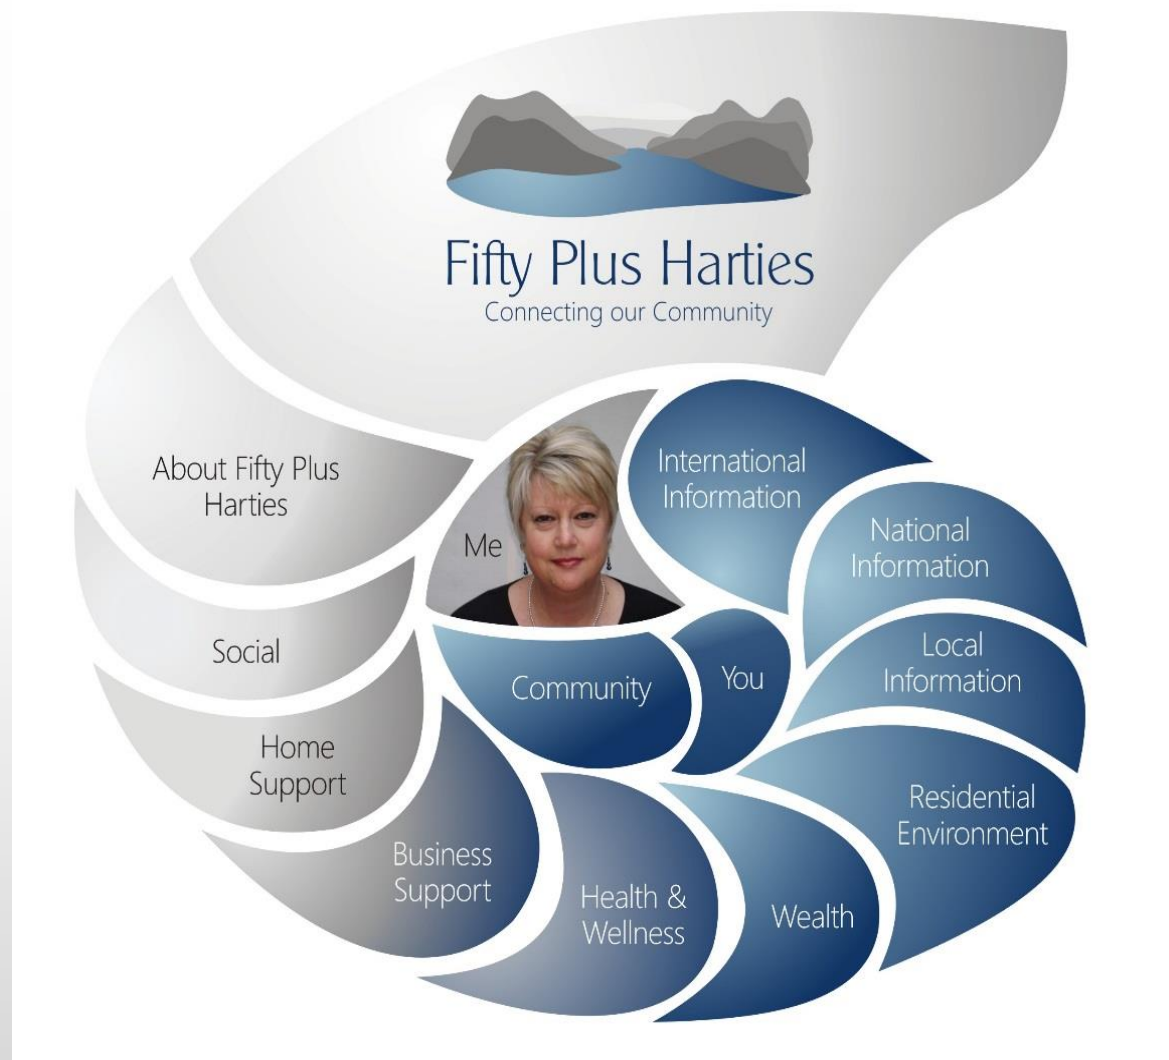 Fifty Plus Harties
Connecting our Community
About Fifty Plus
Harties
Social
Home
Support
Business
Support
Health &
Wellness
Wealth
Residential
Environment
Local
Information
National
Information
International
Information
Me
Community
You